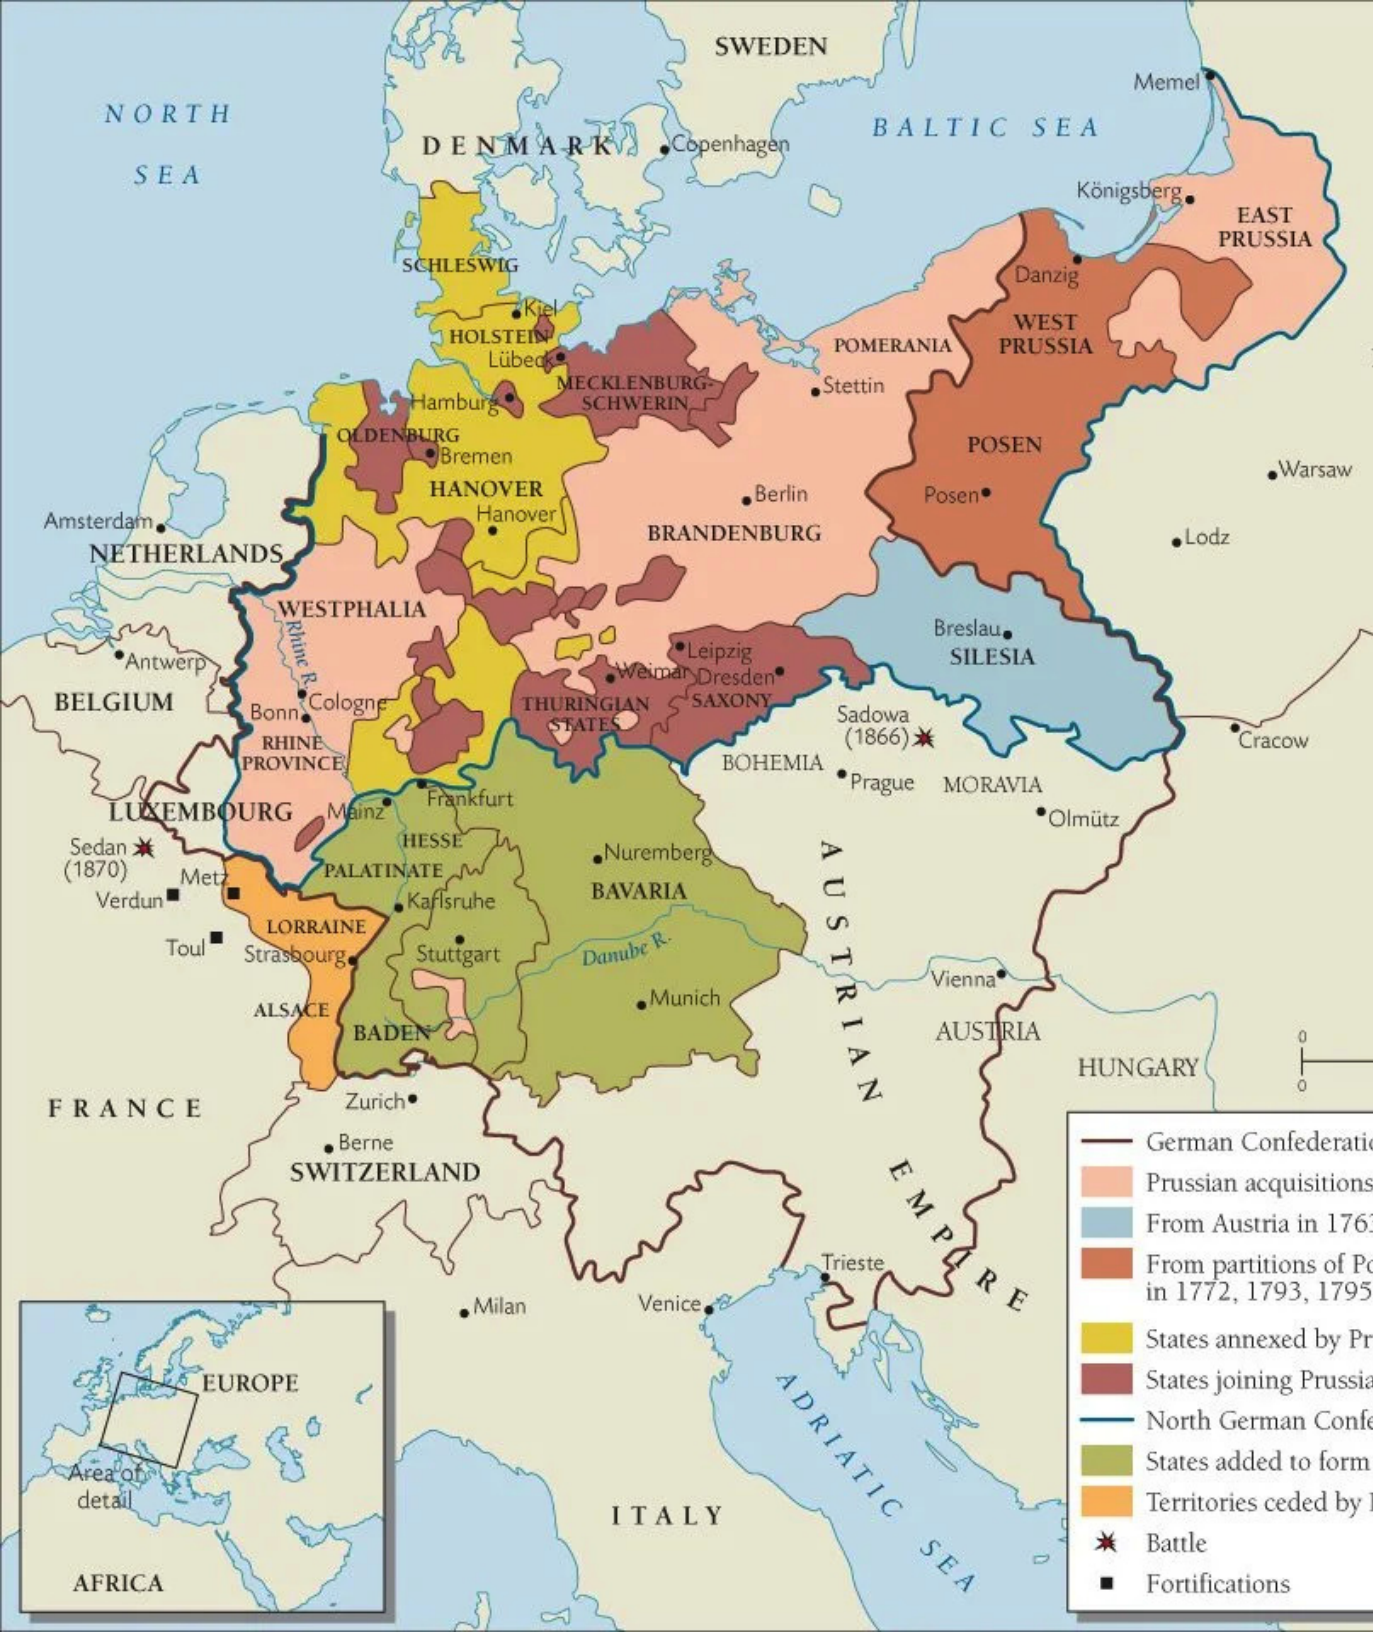 SWEDEN
NORTH
SEA
DENMARK
Copenhagen
BALTIC SEA
Memel
Königsberg
EAST
PRUSSIA
SCHLESWIG
Kiel
HOLSTEIN
Lübeck
Danzig
WEST
PRUSSIA
POMERANIA
Stettin
MECKLENBURG-
SCHWERIN
Hamburg
OLDENBURG
Bremen
HANOVER
Hanover
POSEN
Posen
Warsaw
Lodz
Berlin
BRANDENBURG
Amsterdam
NETHERLANDS
WESTPHALIA
Rhine R.
Antwerp
BELGIUM
Cologne
Bonn
RHINE
PROVINCE
Breslau
SILESIA
Leipzig
Weimar
Dresden
SAXONY
THURINGIAN
STATES
Sadowa
(1866)
BOHEMIA
Prague
MORAVIA
Olmütz
Cracow
LUXEMBOURG
Mainz
Frankfurt
HESSE
PALATINATE
Sedan
(1870)
Metz
Verdun
Toul
LORRAINE
Strasbourg
ALSACE
Karlsruhe
Stuttgart
Nuremberg
BAVARIA
Danube R.
Munich
BADEN
AUSTRIAN EMPIRE
Vienna
AUSTRIA
HUNGARY
FRANCE
Zurich
Berne
SWITZERLAND
Milan
Venice
Trieste
ADRIATIC SEA
ITALY
EUROPE
Area of
detail
AFRICA
0
0
German Confederatio
Prussian acquisitions
From Austria in 1763
From partitions of Po
in 1772, 1793, 1795
States annexed by Pr
States joining Prussia
North German Confe
States added to form
Territories ceded by
Battle
Fortifications